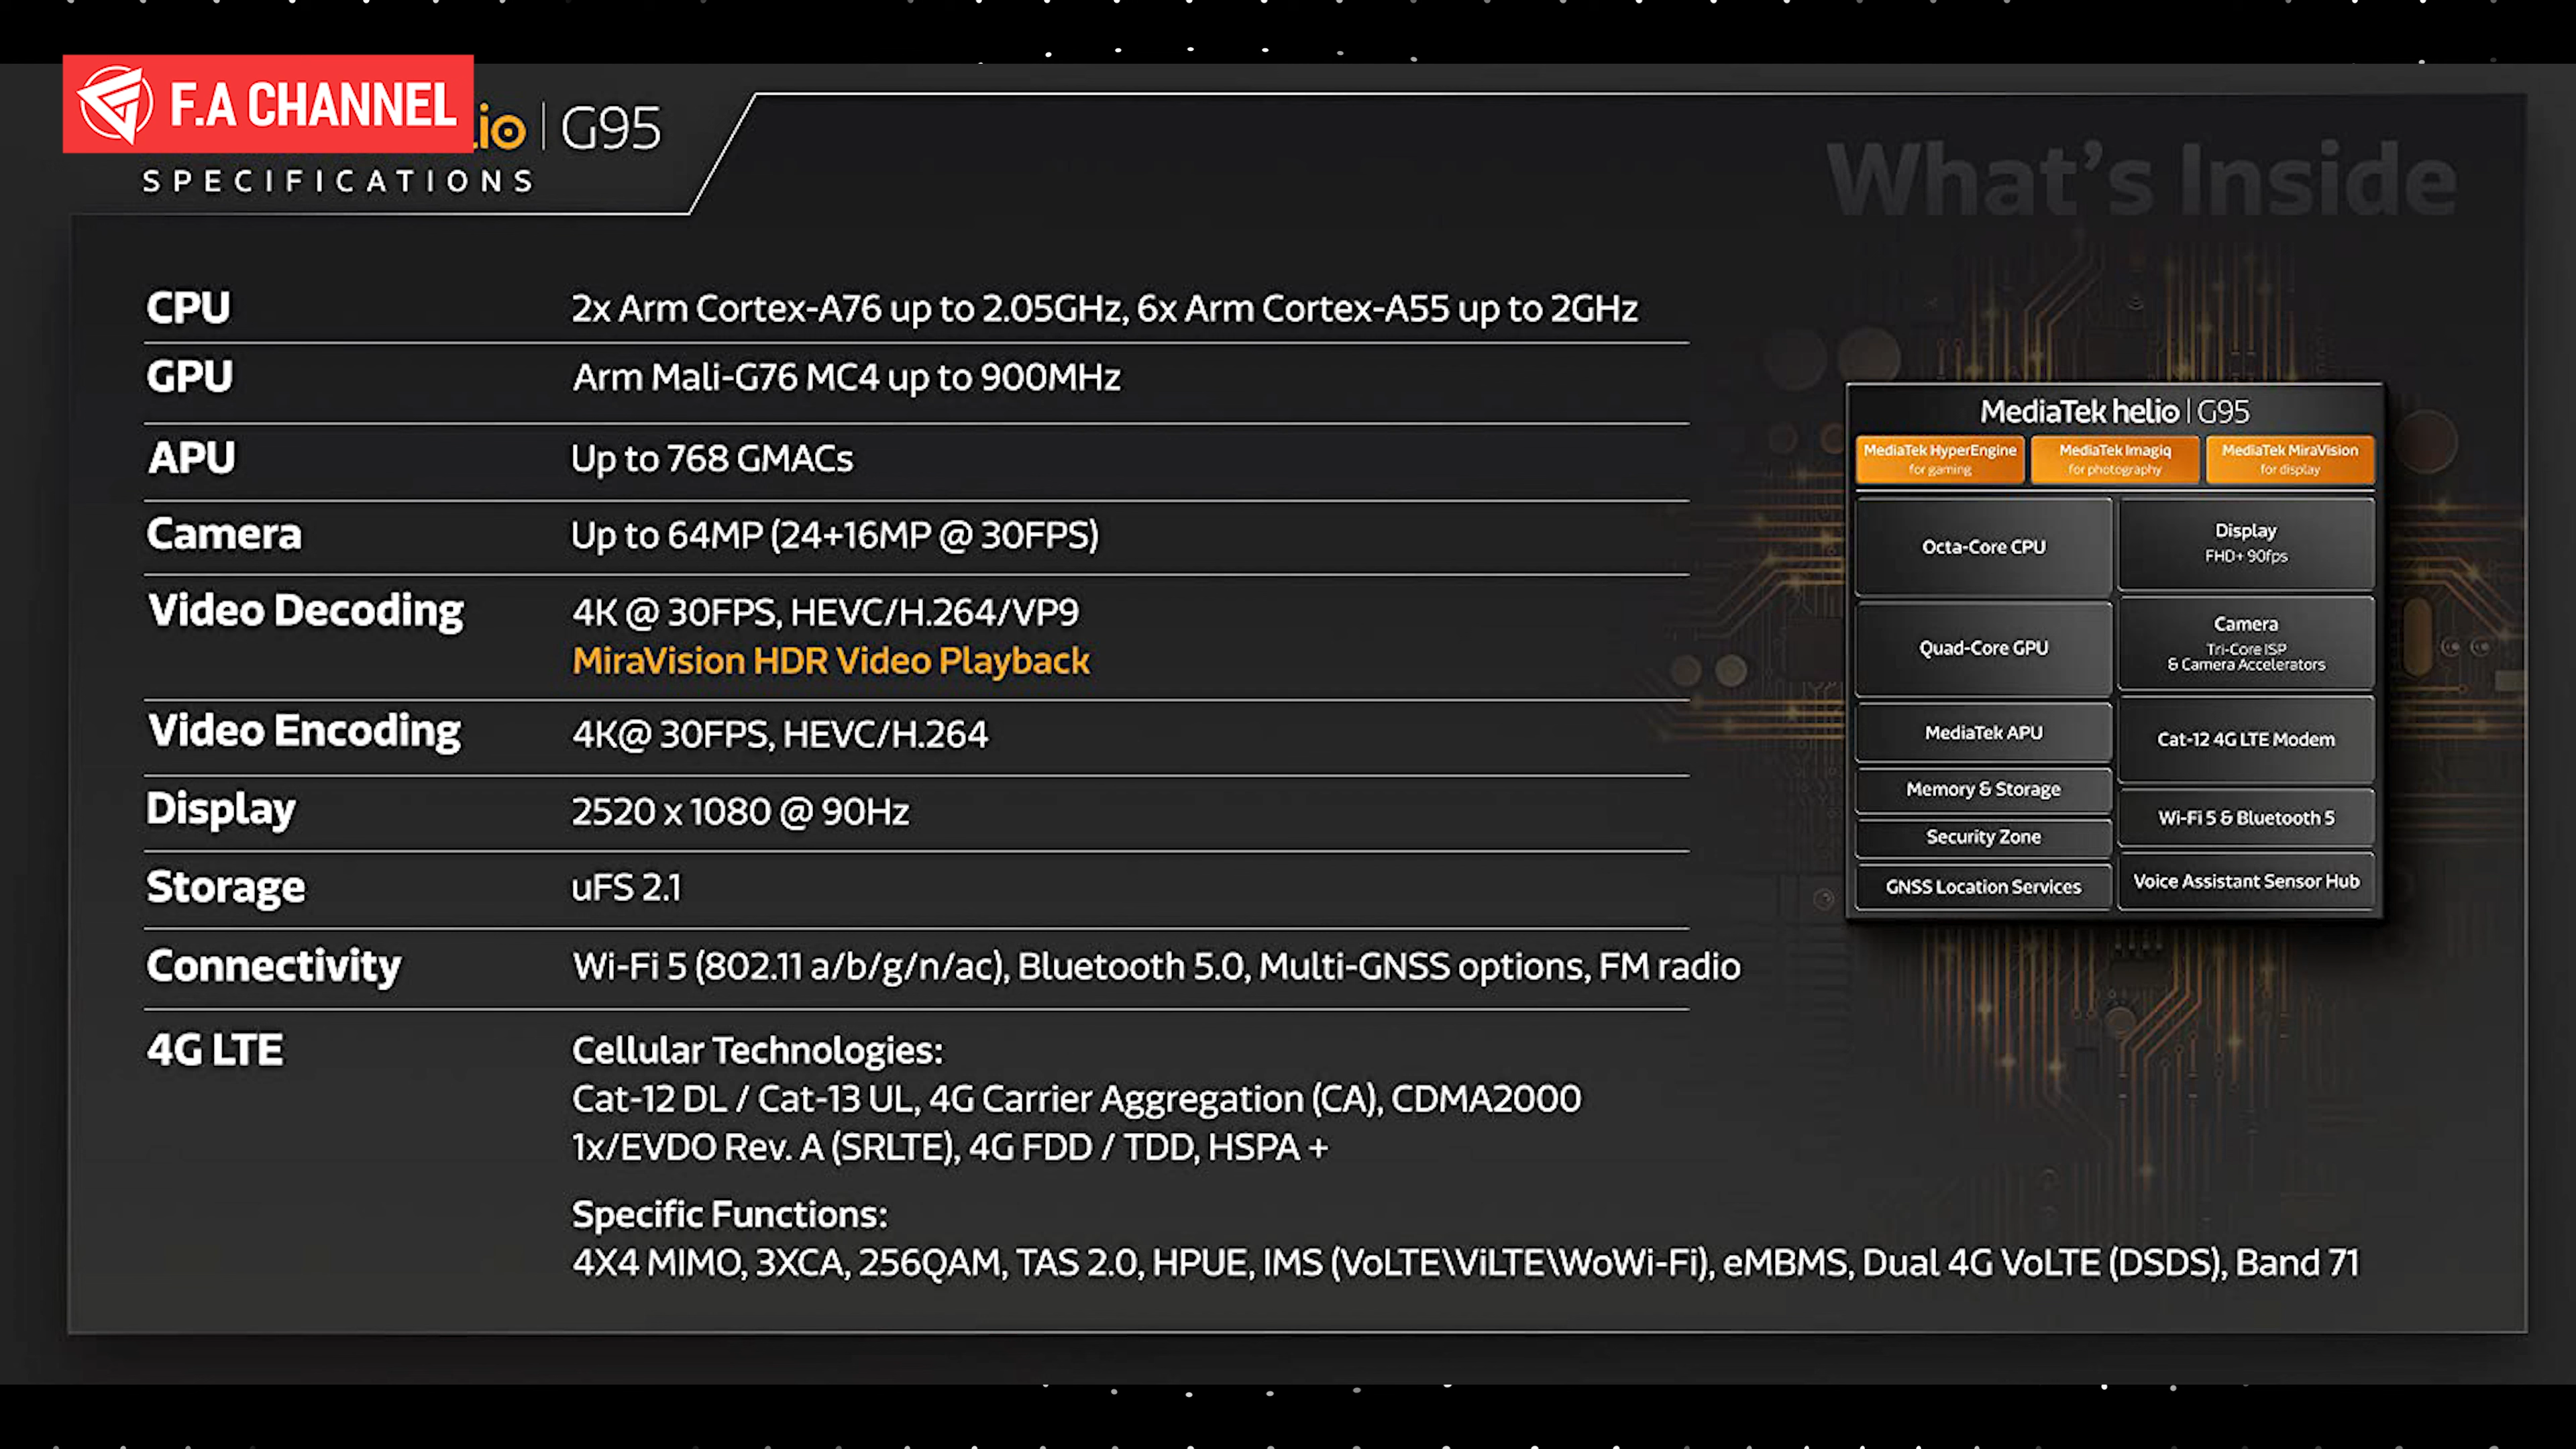 F.A CHANNEL
io | G95
SPECIFICATIONS
What's Inside
CPU 2x Arm Cortex-A76 up to 2.05GHz, 6x Arm Cortex-A55 up to 2GHz
GPU Arm Mali-G76 MC4 up to 900MHz
APU Up to 768 GMACs
Camera Up to 64MP (24+16MP @ 30FPS)
Video Decoding 4K @ 30FPS, HEVC/H.264/VP9
MiraVision HDR Video Playback
Video Encoding 4K@ 30FPS, HEVC/H.264
Display 2520 x 1080 @ 90Hz
Storage uFS 2.1
Connectivity Wi-Fi 5 (802.11 a/b/g/n/ac), Bluetooth 5.0, Multi-GNSS options, FM radio
4G LTE Cellular Technologies:
Cat-12 DL / Cat-13 UL, 4G Carrier Aggregation (CA), CDMA2000
1x/EVDO Rev. A (SRLTE), 4G FDD / TDD, HSPA +
Specific Functions:
4X4 MIMO, 3XCA, 256QAM, TAS 2.0, HPUE, IMS (VoLTE\ViLTE\WoWi-Fi), eMBMS, Dual 4G VoLTE (DSDS), Band 71
MediaTek helio | G95
MediaTek HyperEngine
for gaming
MediaTek Imagiq
for photography
MediaTek MiraVision
for display
Octa-Core CPU
Quad-Core GPU
MediaTek APU
Memory & Storage
Security Zone
GNSS Location Services
Display
FHD+ 90fps
Camera
Tri-Core ISP
& Camera Accelerators
Cat-12 4G LTE Modem
Wi-Fi 5 & Bluetooth 5
Voice Assistant Sensor Hub